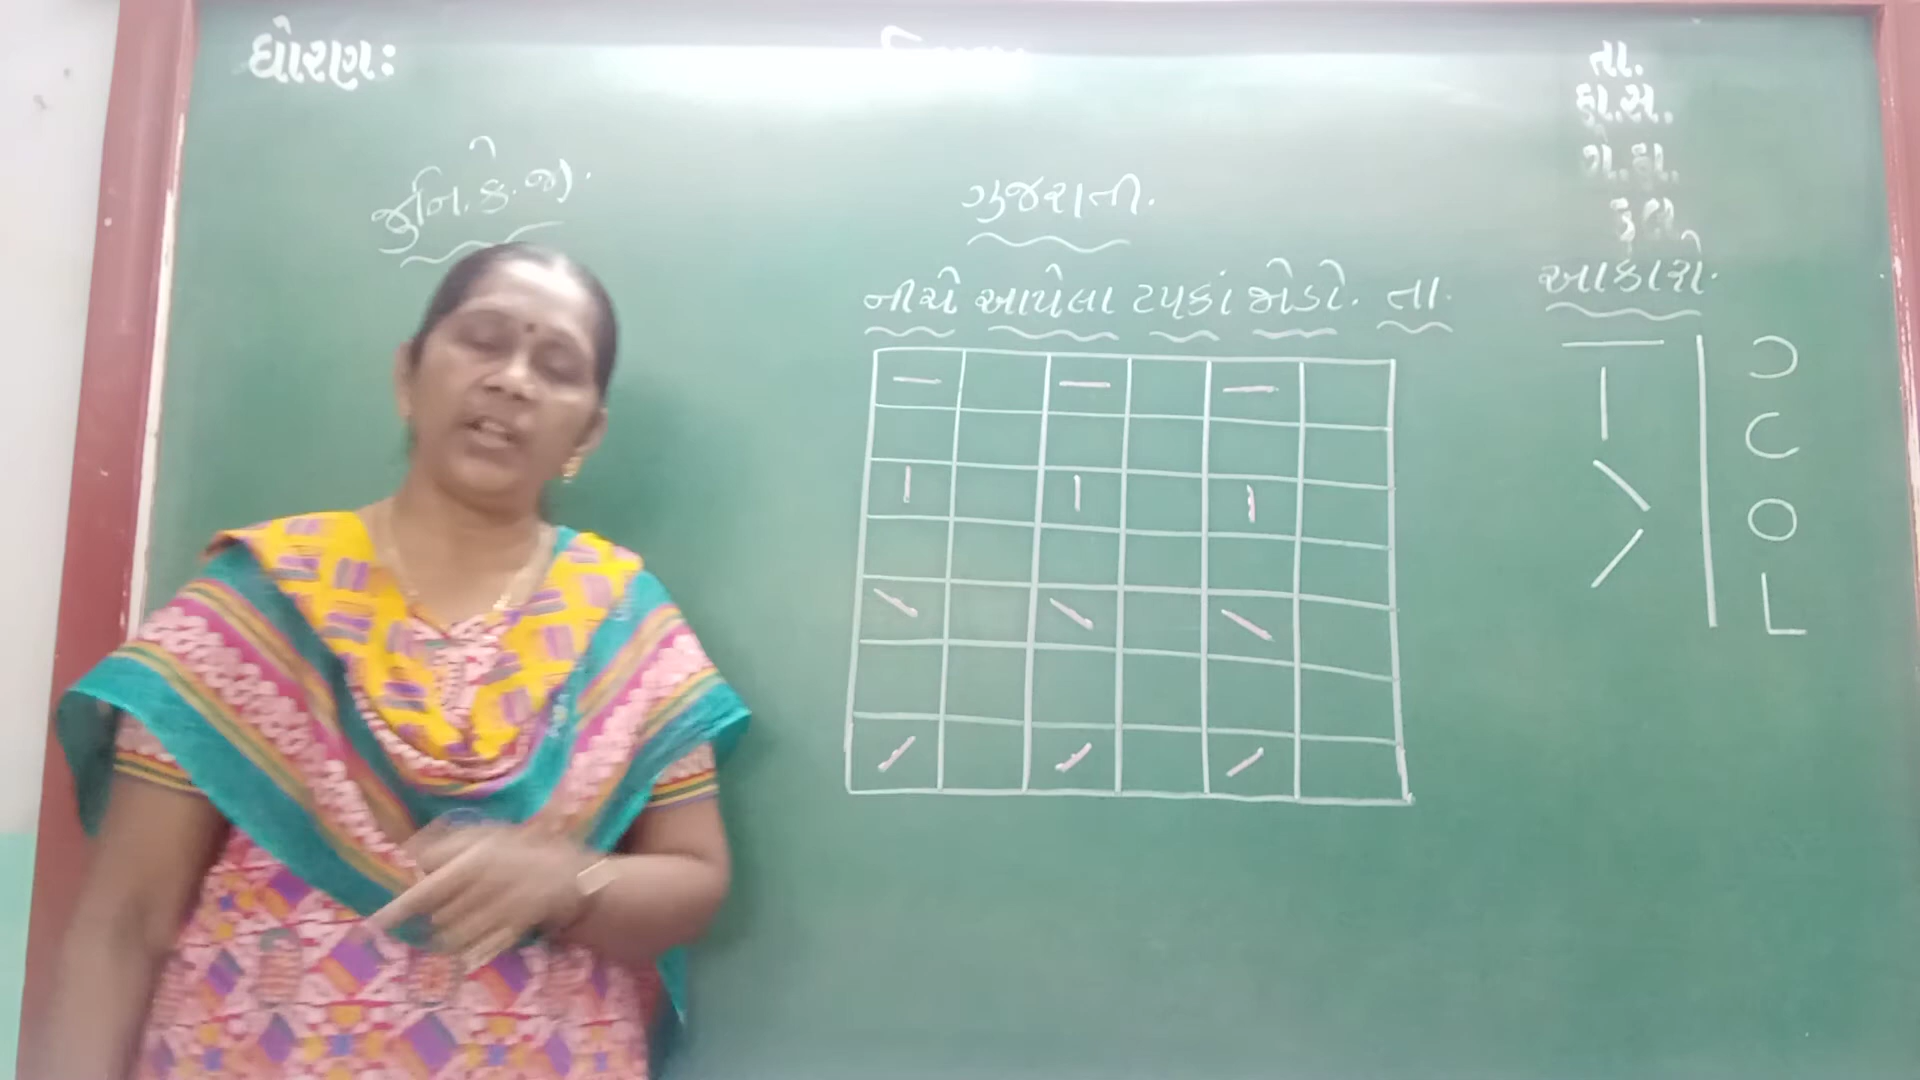 ધોરણઃ
તા.
હા.સ.
ગે.હા.
કુલ
જુનિ.કે.જી.
ગુજરાતી.
નીચે આપેલા ટપકાં જોડો. તા.
આકારો.